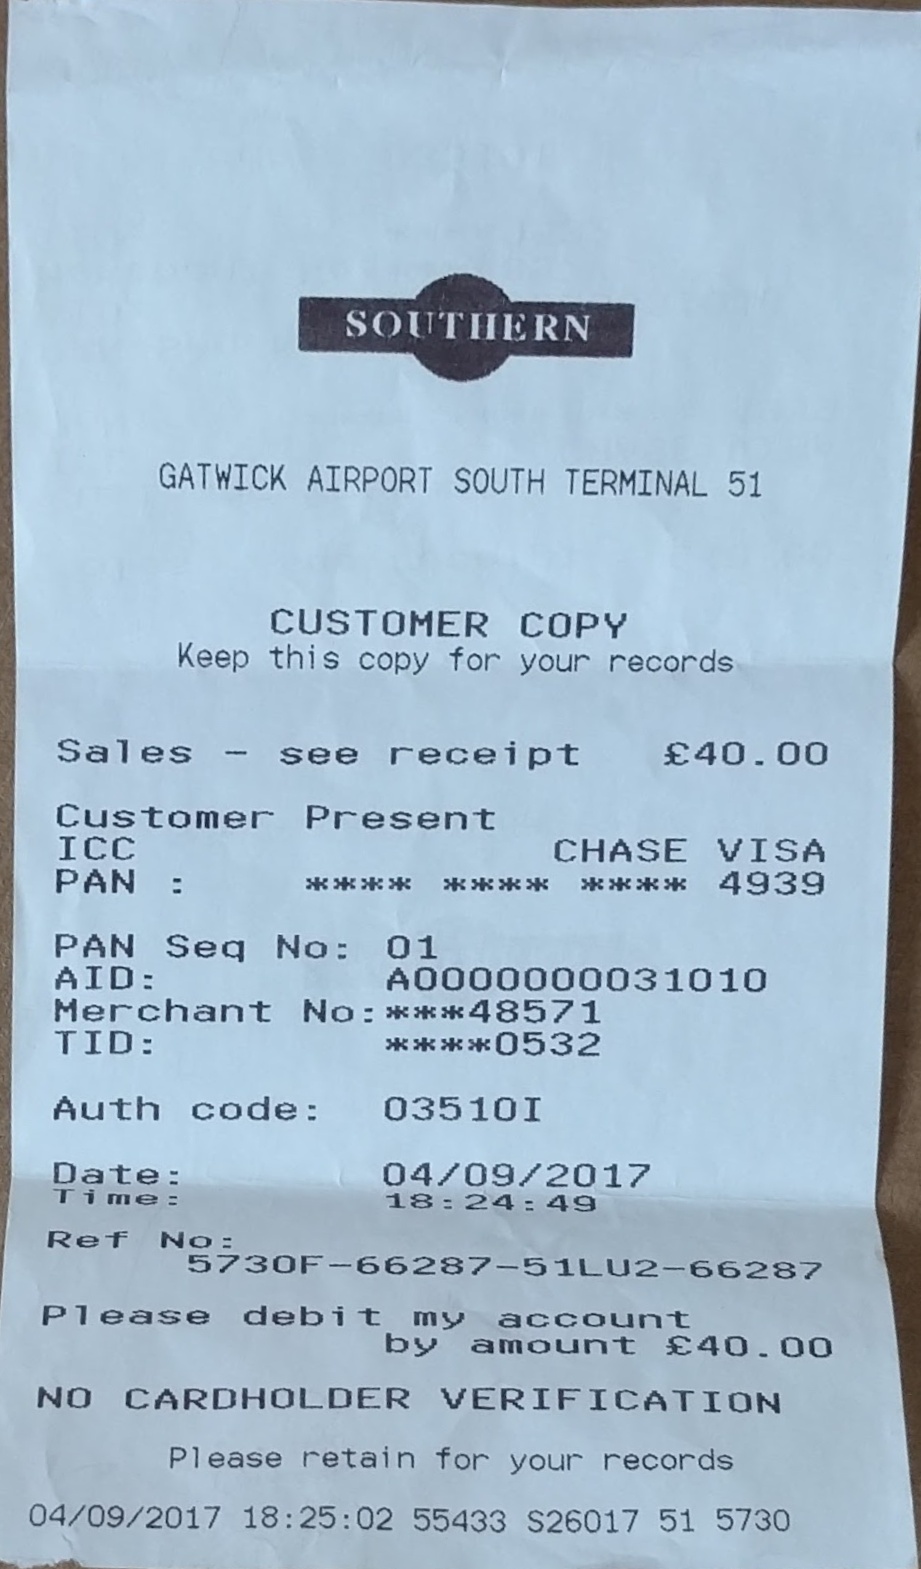 SOUTHERN
GATWICK AIRPORT SOUTH TERMINAL 51
CUSTOMER COPY
Keep this copy for your records
Sales - see receipt £40.00
Customer Present
ICC CHASE VISA
PAN : **** **** **** 4939
PAN Seq No: 01
AID: A0000000031010
Merchant No: ***48571
TID: ****0532
Auth code: 03510I
Date: 04/09/2017
Time: 18:24:49
Ref No:
5730F-66287-51LU2-66287
Please debit my account
by amount £40.00
NO CARDHOLDER VERIFICATION
Please retain for your records
04/09/2017 18:25:02 55433 S26017 51 5730